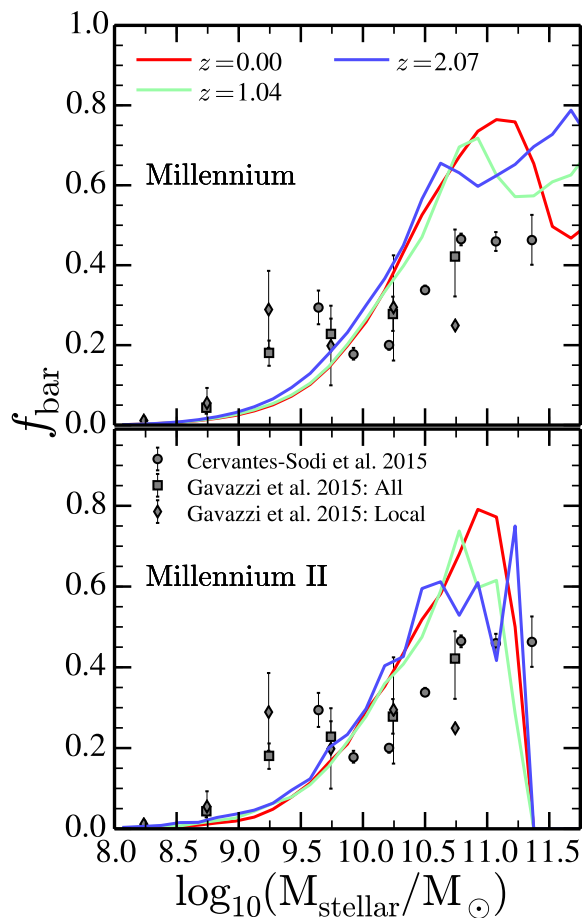 1.0
0.8
0.6
0.4
0.2
0.0
z=0.00
z=2.07
z=1.04
Millennium
f_bar
0.8
0.6
0.4
0.2
0.0
Cervantes-Sodi et al. 2015
Gavazzi et al. 2015: All
Gavazzi et al. 2015: Local
Millennium II
8.0 8.5 9.0 9.5 10.0 10.5 11.0 11.5
log₁₀(M_stellar/M_⊙)